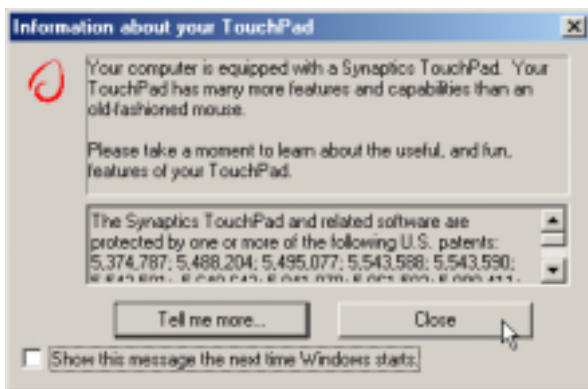 Information about your TouchPad
Your computer is equipped with a Synaptics TouchPad. Your
TouchPad has many more features and capabilities than an
old-fashioned mouse.
Please take a moment to learn about the useful, and fun,
features of your TouchPad.
The Synaptics TouchPad and related software are
protected by one or more of the following U.S. patents:
5,374,787; 5,488,204; 5,495,077; 5,543,588; 5,543,590;
Tell me more...
Close
Show this message the next time Windows starts.